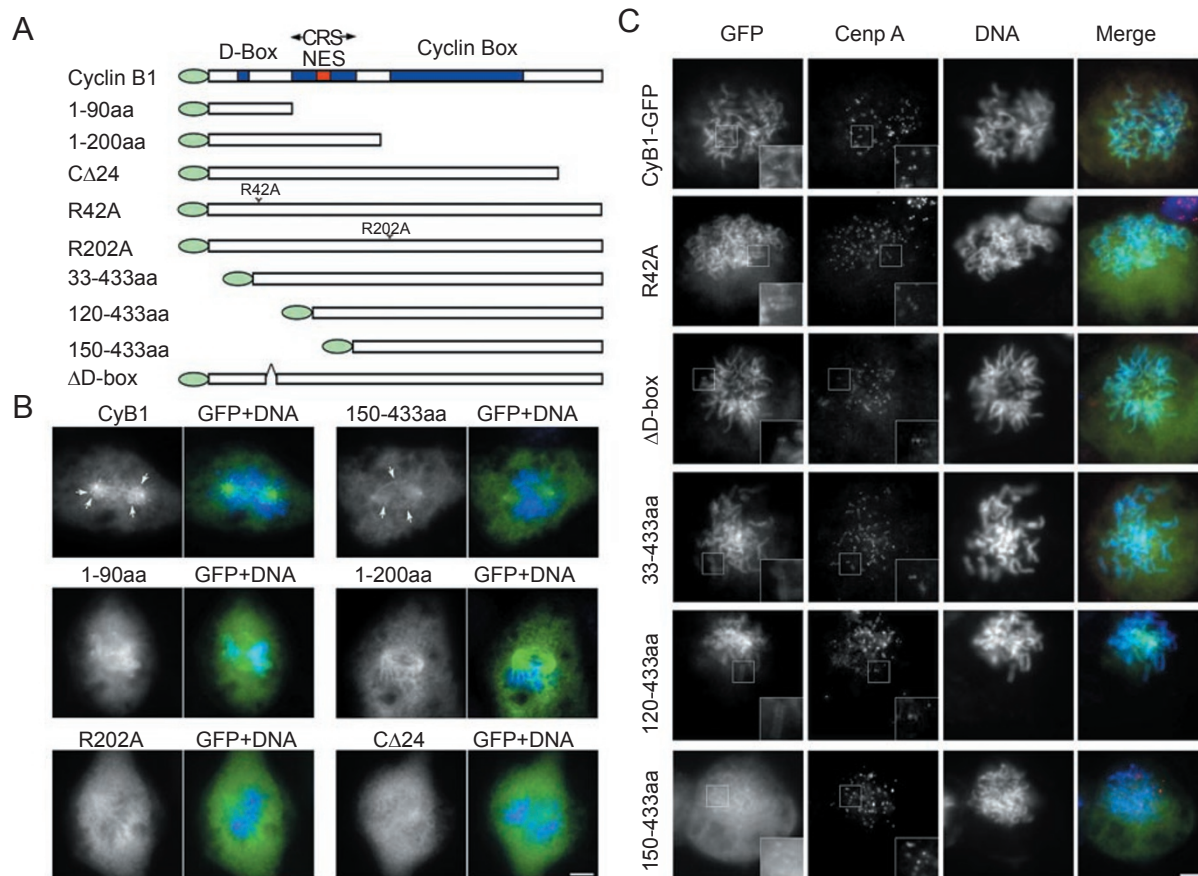 A
D-Box
CRS
NES
Cyclin Box
Cyclin B1
1-90aa
1-200aa
CΔ24
R42A
R42A
R202A
R202A
33-433aa
120-433aa
150-433aa
ΔD-box
B
CyB1 GFP+DNA 150-433aa GFP+DNA
1-90aa GFP+DNA 1-200aa GFP+DNA
R202A GFP+DNA CΔ24 GFP+DNA
C
GFP Cenp A DNA Merge
CyB1-GFP
R42A
ΔD-box
33-433aa
120-433aa
150-433aa